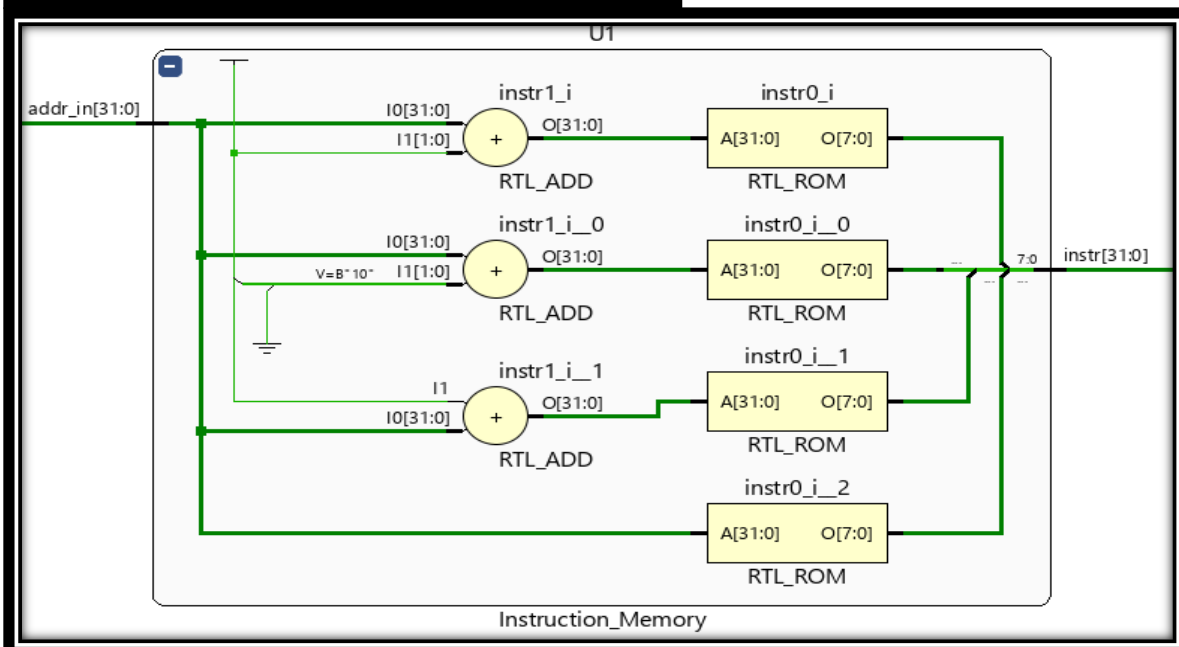 U1
addr_in[31:0]
instr1_i
I0[31:0]
I1[1:0]
+
O[31:0]
RTL_ADD
instr0_i
A[31:0] O[7:0]
RTL_ROM
instr1_i__0
I0[31:0]
V=B"10"
I1[1:0]
+
O[31:0]
RTL_ADD
instr0_i__0
A[31:0] O[7:0]
RTL_ROM
7:0
instr[31:0]
instr1_i__1
I1
I0[31:0]
+
O[31:0]
RTL_ADD
instr0_i__1
A[31:0] O[7:0]
RTL_ROM
instr0_i__2
A[31:0] O[7:0]
RTL_ROM
Instruction_Memory